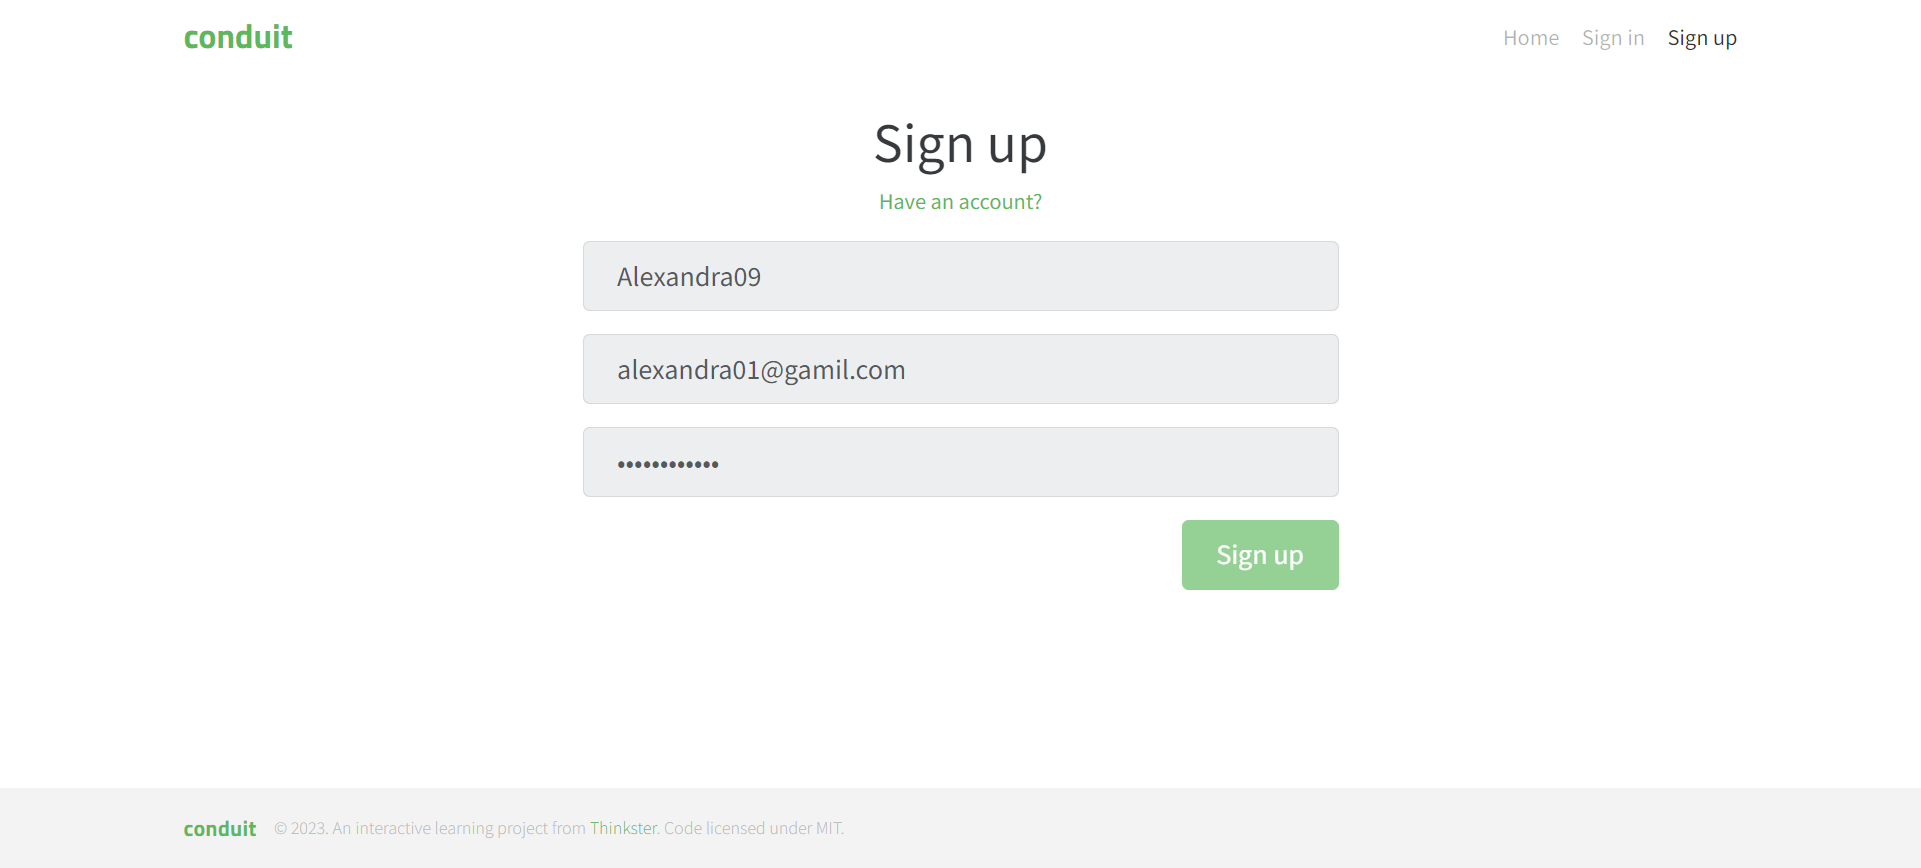 conduit
Home Sign in Sign up
Sign up
Have an account?
Alexandra09
alexandra01@gamil.com
••••••••••••
Sign up
conduit © 2023. An interactive learning project from Thinkster. Code licensed under MIT.